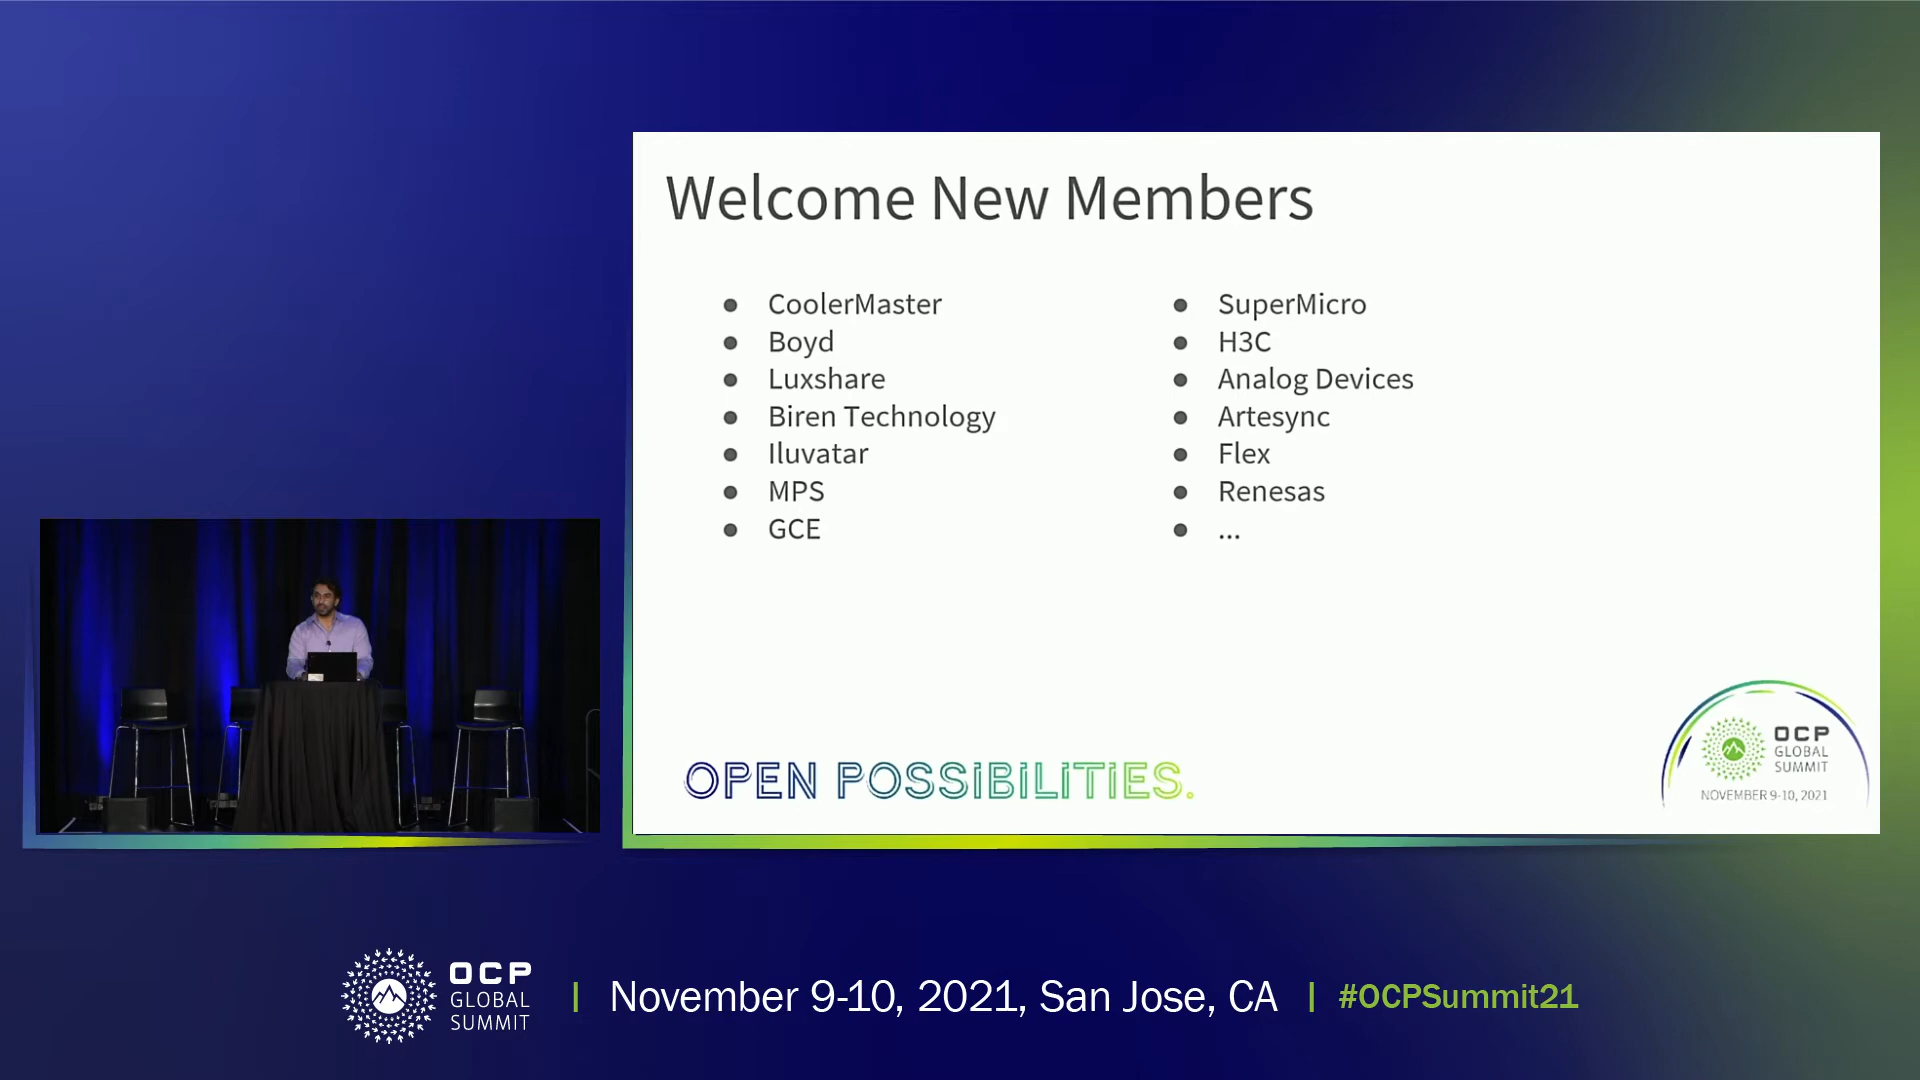 Welcome New Members
CoolerMaster
Boyd
Luxshare
Biren Technology
Iluvatar
MPS
GCE
SuperMicro
H3C
Analog Devices
Artesync
Flex
Renesas
...
OPEN POSSIBILITIES.
OCP
GLOBAL
SUMMIT
NOVEMBER 9-10, 2021
OCP
GLOBAL
SUMMIT
November 9-10, 2021, San Jose, CA
#OCPSummit21